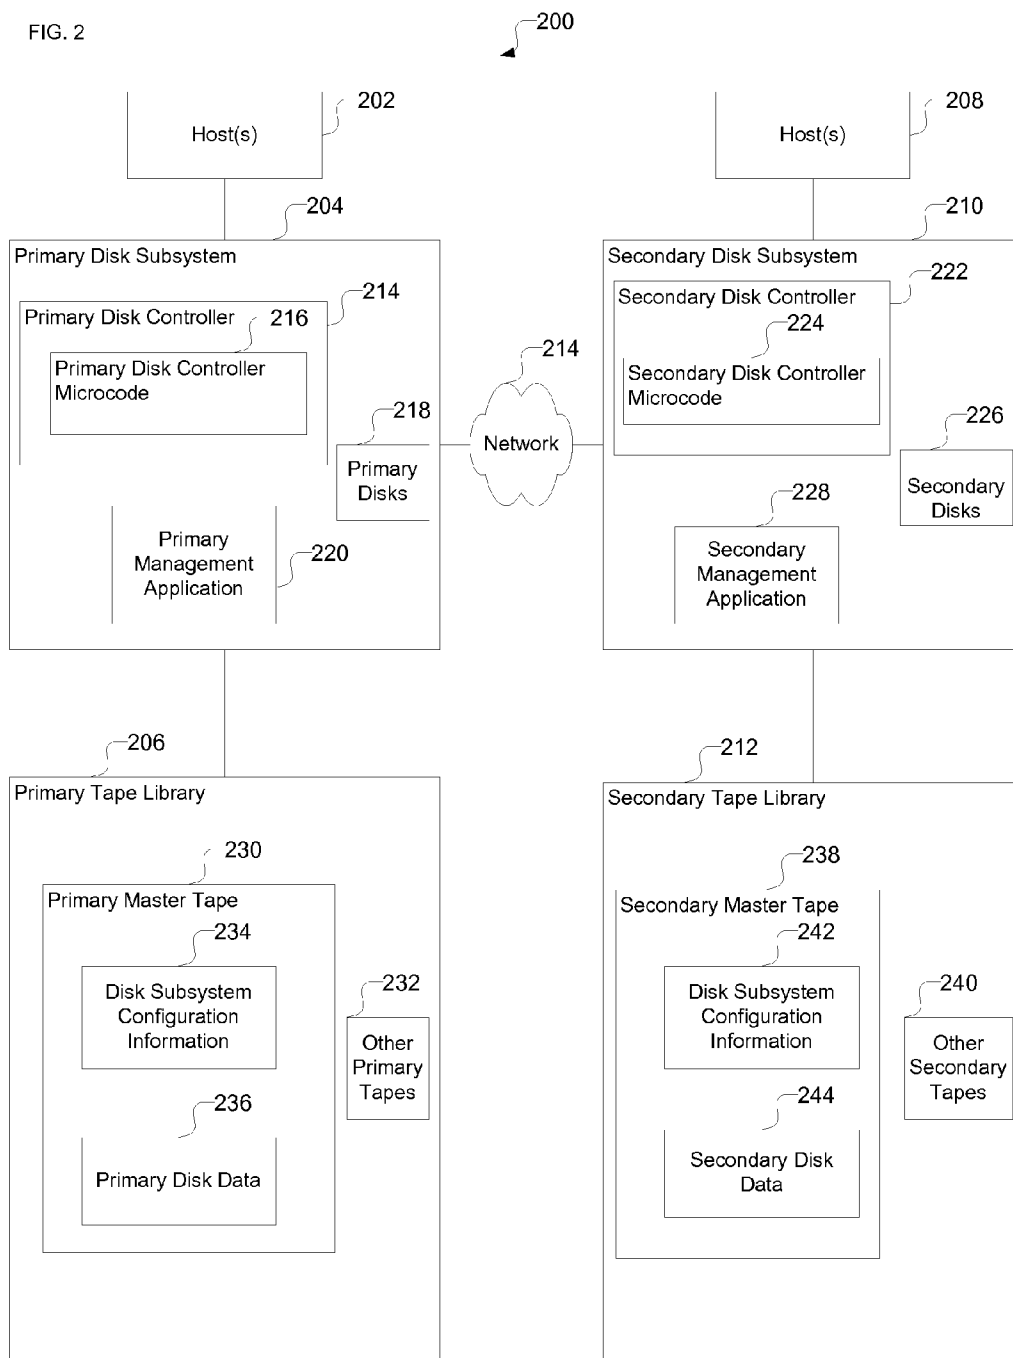 FIG. 2
200
202
Host(s)
208
Host(s)
204
Primary Disk Subsystem
214
Primary Disk Controller
216
Primary Disk Controller
Microcode
218
Primary
Disks
Primary
Management
Application
220
214
Network
210
Secondary Disk Subsystem
222
Secondary Disk Controller
224
Secondary Disk Controller
Microcode
226
Secondary
Disks
228
Secondary
Management
Application
206
Primary Tape Library
230
Primary Master Tape
234
Disk Subsystem
Configuration
Information
232
Other
Primary
Tapes
236
Primary Disk Data
212
Secondary Tape Library
238
Secondary Master Tape
242
Disk Subsystem
Configuration
Information
240
Other
Secondary
Tapes
244
Secondary Disk
Data